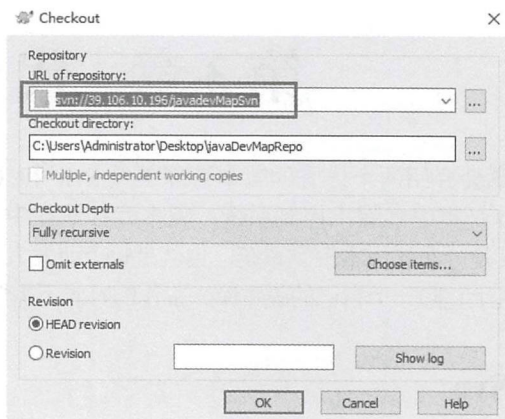 Checkout
Repository
URL of repository:
svn://39.106.10.196/javadevMapSvn
...
Checkout directory:
C:\Users\Administrator\Desktop\javaDevMapRepo
...
Multiple, independent working copies
Checkout Depth
Fully recursive
Omit externals
Choose items...
Revision
HEAD revision
Revision
Show log
OK
Cancel
Help